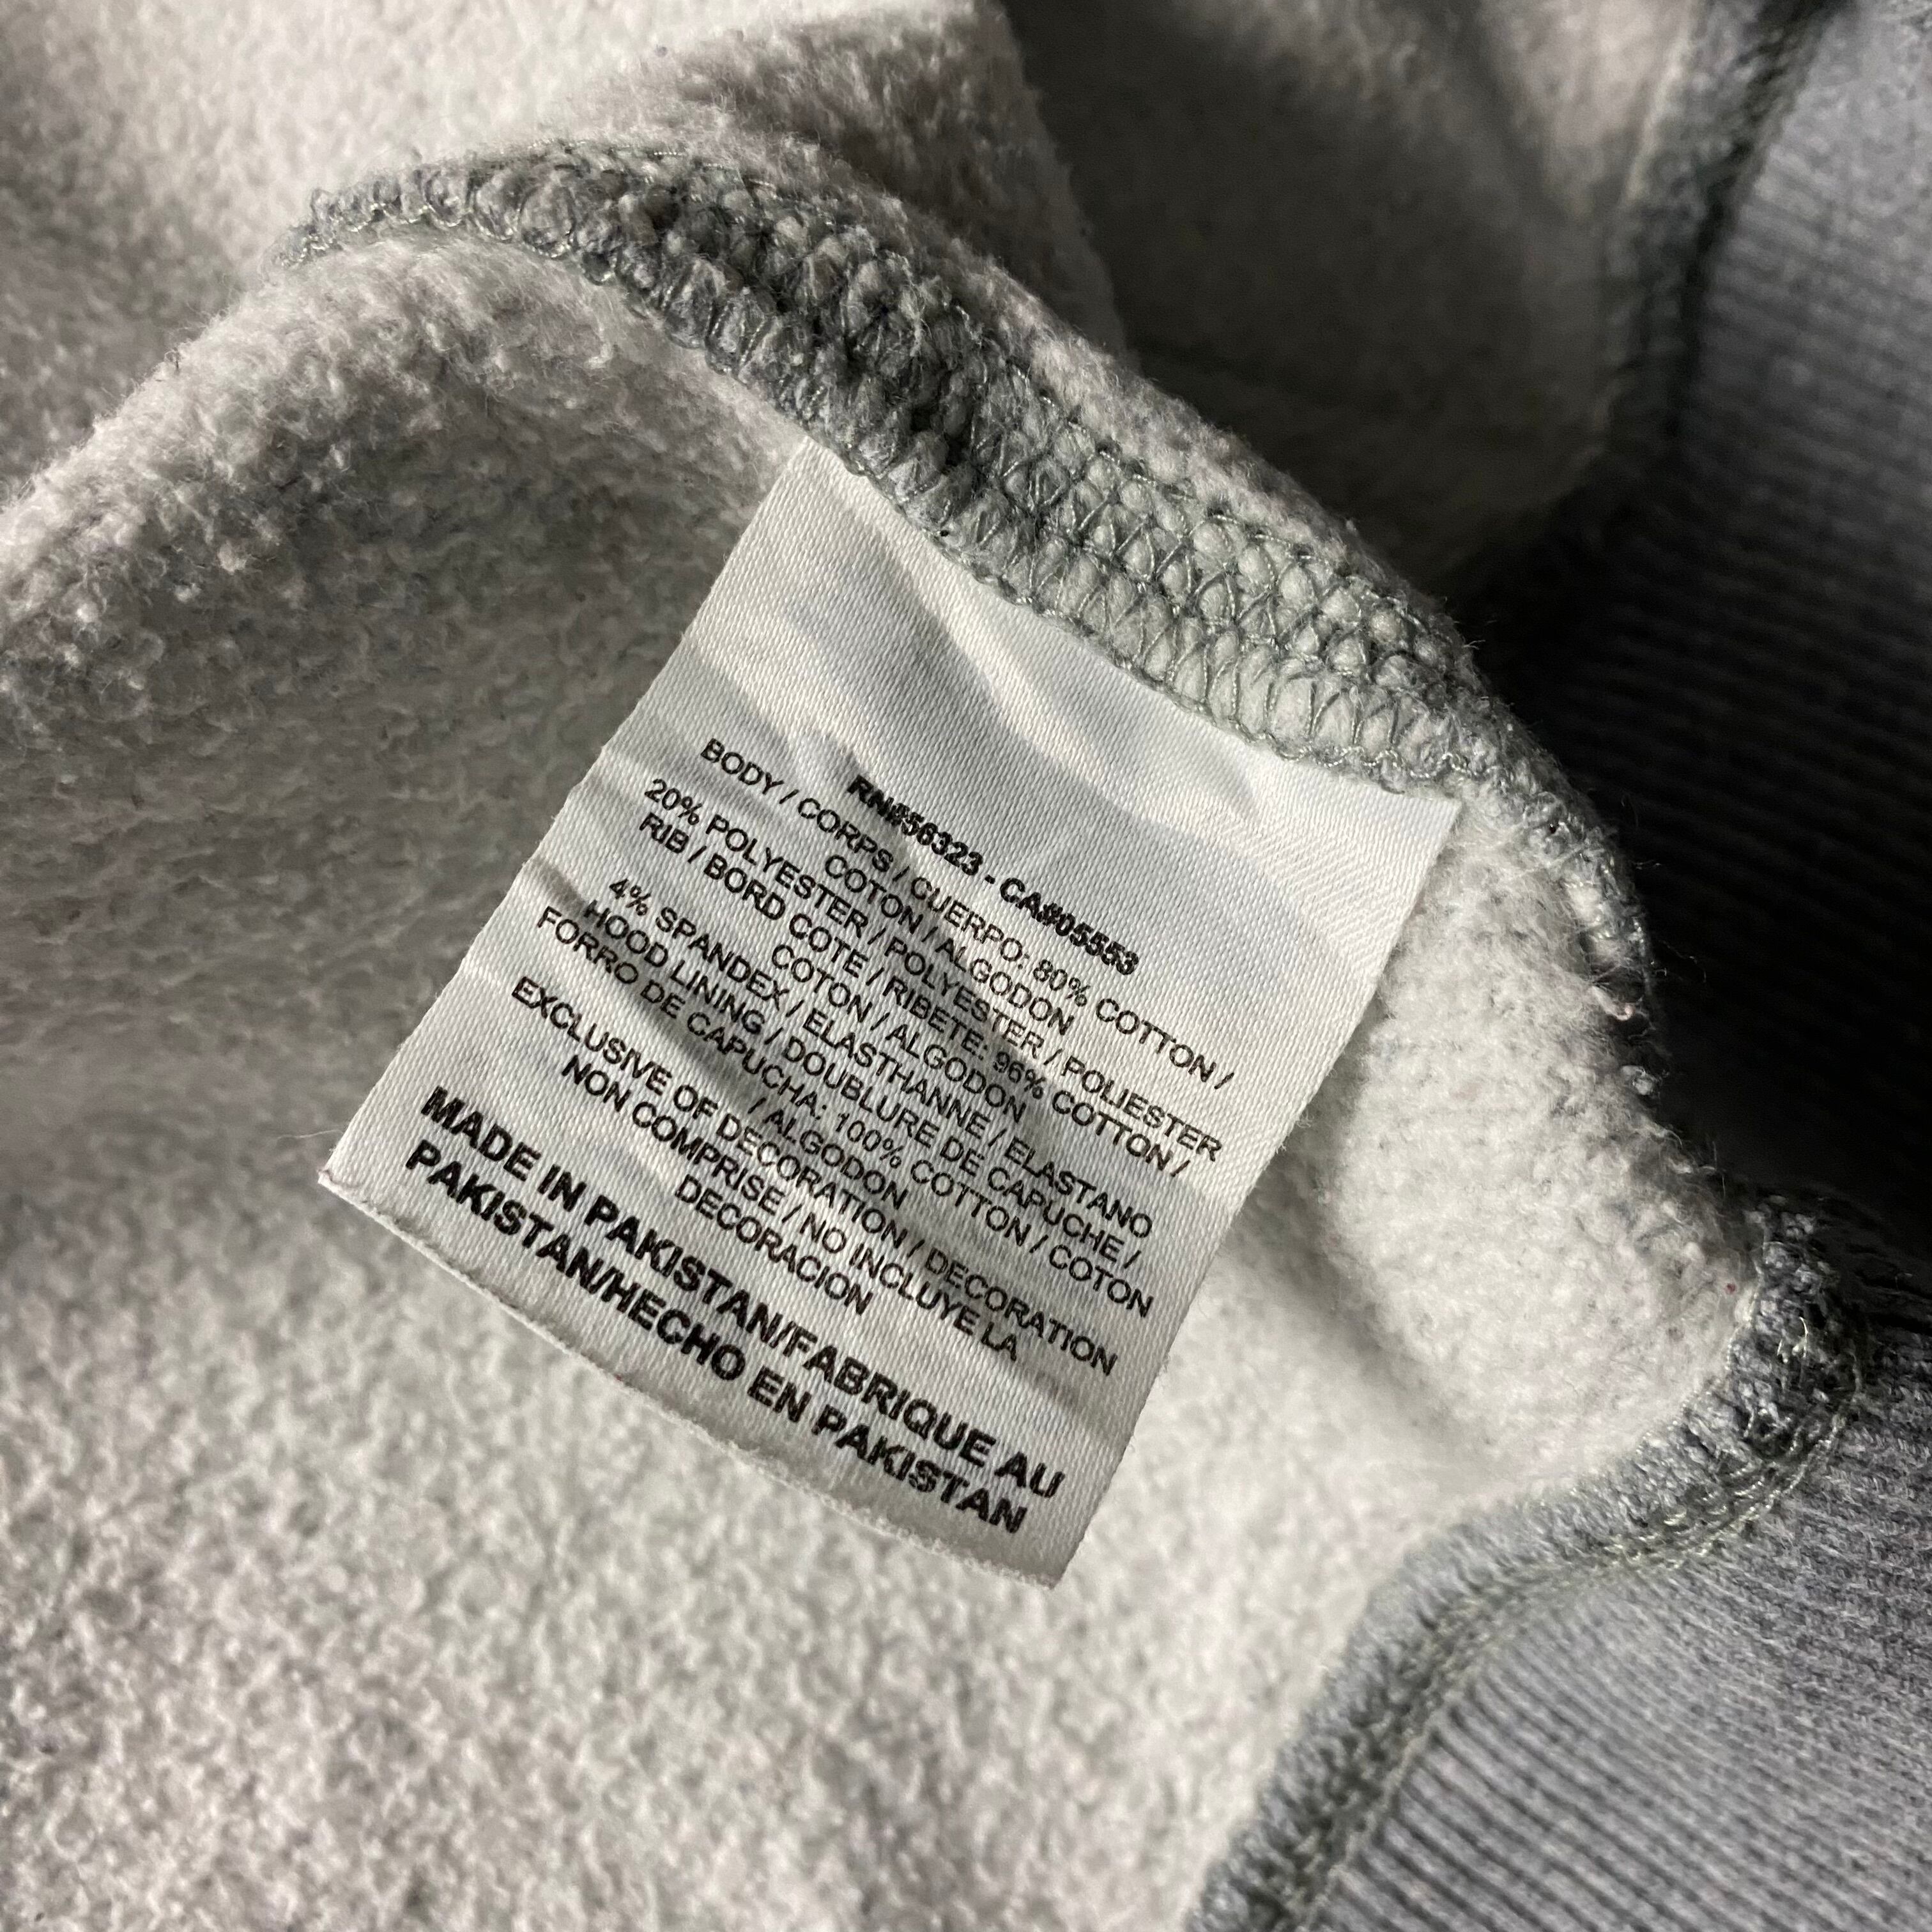 RN#56323 - CA#05553
BODY / CORPS / CUERPO: 80% COTTON /
COTON / ALGODON
20% POLYESTER / POLYESTER / POLIESTER
RIB / BORD COTE / RIBETE: 96% COTTON /
COTON / ALGODON
4% SPANDEX / ELASTHANNE / ELASTANO
HOOD LINING / DOUBLURE DE CAPUCHE /
FORRO DE CAPUCHA: 100% COTTON / COTON
/ ALGODON
EXCLUSIVE OF DECORATION / DECORATION
NON COMPRISE / NO INCLUYE LA
DECORACION
MADE IN PAKISTAN/FABRIQUE AU
PAKISTAN/HECHO EN PAKISTAN